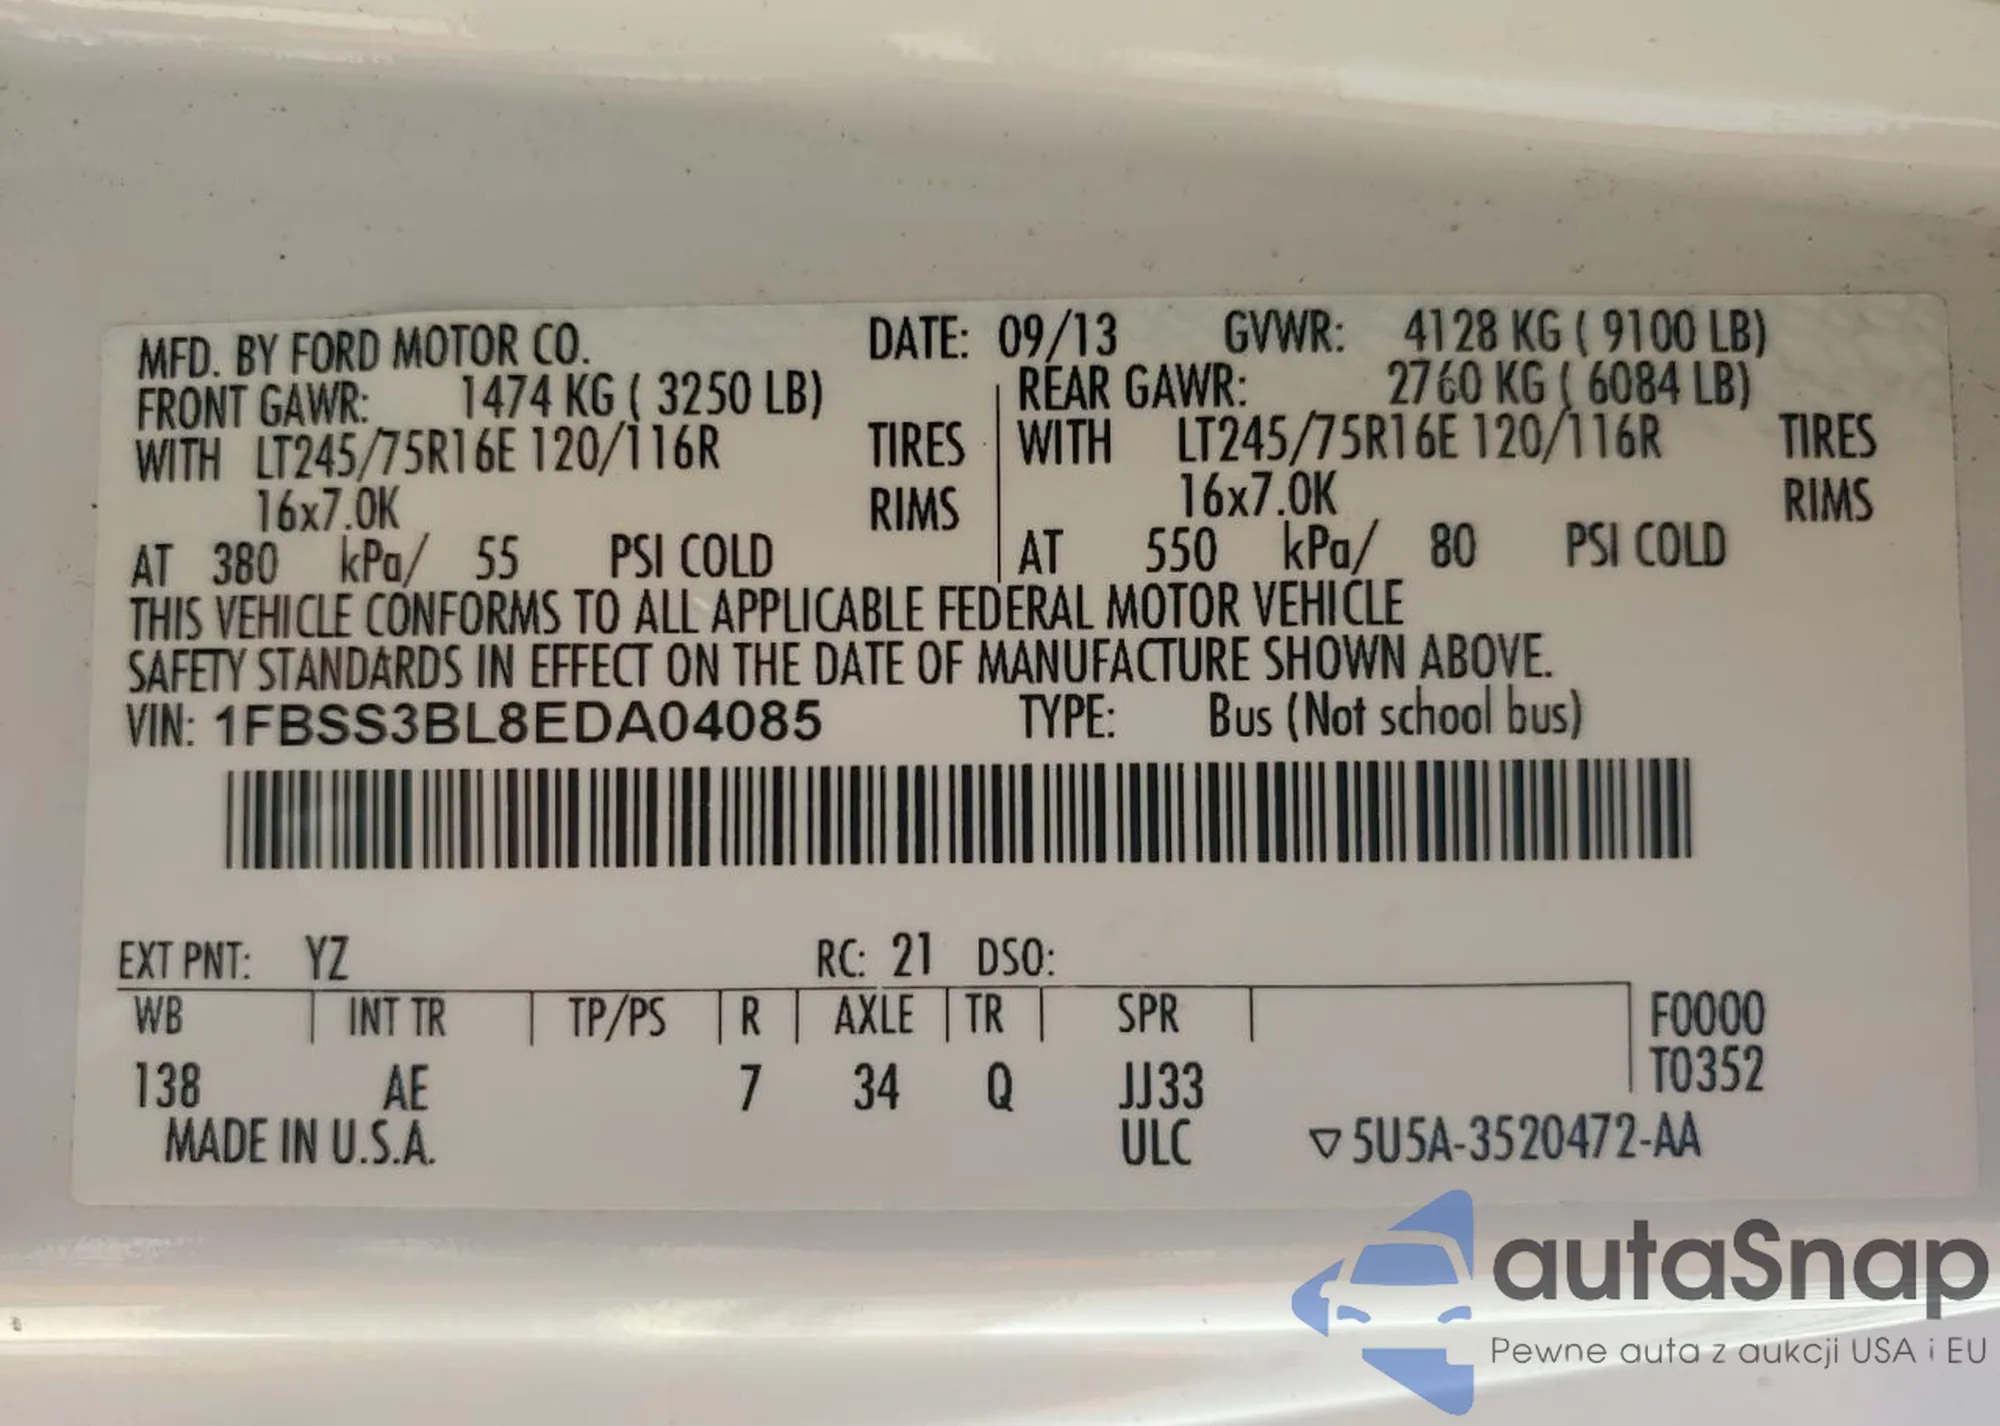 MFD. BY FORD MOTOR CO. DATE: 09/13 GVWR: 4128 KG ( 9100 LB)
FRONT GAWR: 1474 KG ( 3250 LB) REAR GAWR: 2760 KG ( 6084 LB)
WITH LT245/75R16E 120/116R TIRES WITH LT245/75R16E 120/116R TIRES
16x7.0K RIMS 16x7.0K RIMS
AT 380 kPa/ 55 PSI COLD AT 550 kPa/ 80 PSI COLD
THIS VEHICLE CONFORMS TO ALL APPLICABLE FEDERAL MOTOR VEHICLE
SAFETY STANDARDS IN EFFECT ON THE DATE OF MANUFACTURE SHOWN ABOVE.
VIN: 1FBSS3BL8EDA04085 TYPE: Bus (Not school bus)
EXT PNT: YZ RC: 21 DSO:
WB INT TR TP/PS R AXLE TR SPR F0000
T0352
138 AE 7 34 Q JJ33
MADE IN U.S.A. ULC ▽5U5A-3520472-AA
autaSnap
Pewne auta z aukcji USA i EU